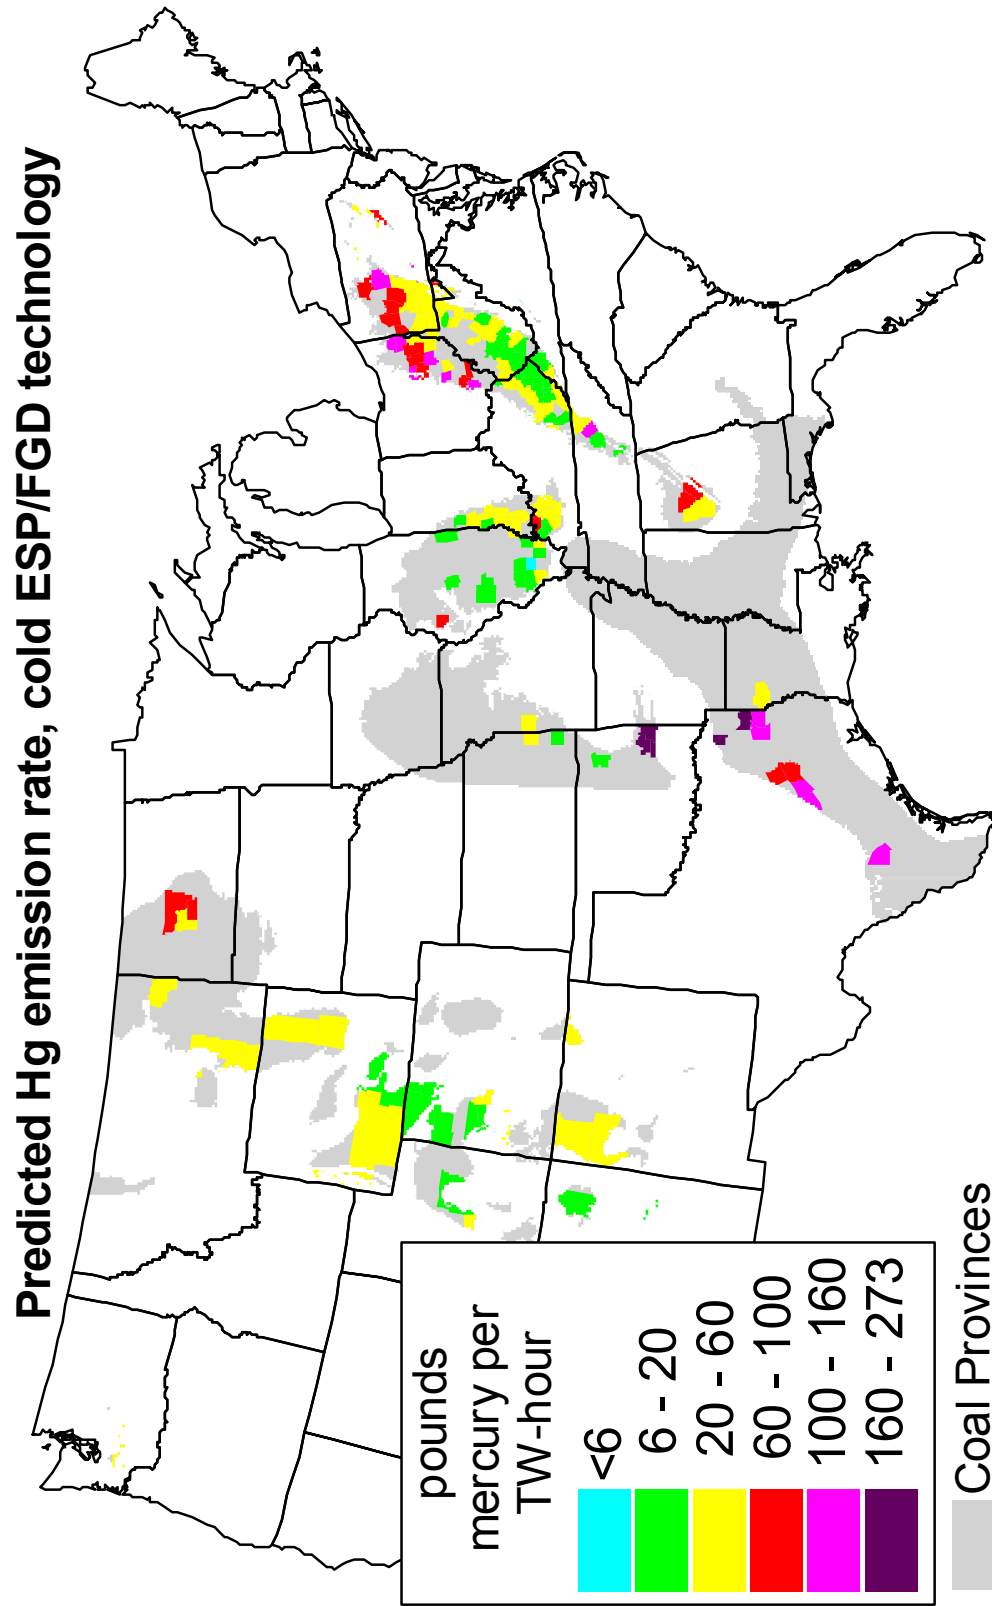 Predicted Hg emission rate, cold ESP/FGD technology
pounds
mercury per
TW-hour
<6
6 - 20
20 - 60
60 - 100
100 - 160
160 - 273
Coal Provinces